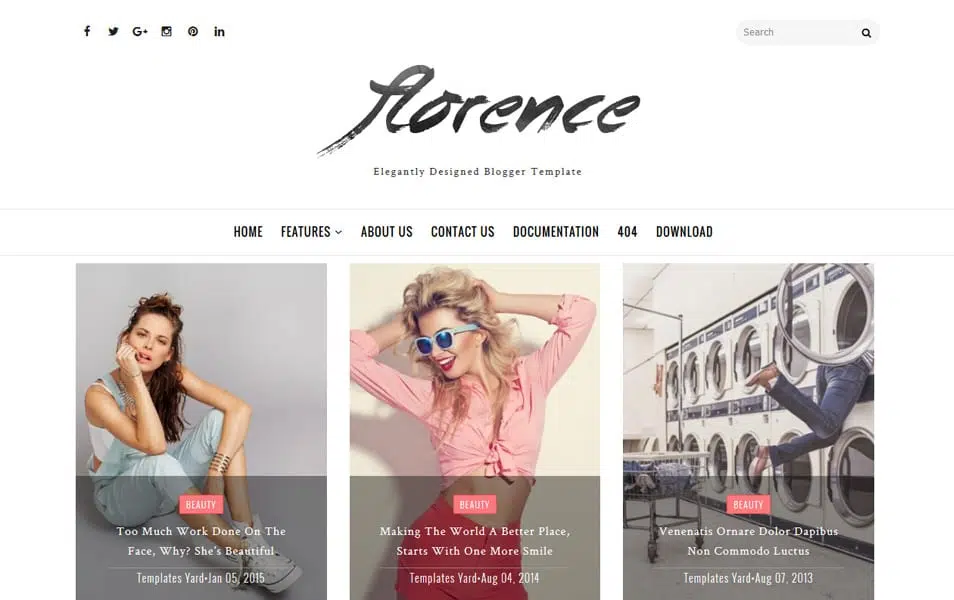 Search
florence
Elegantly Designed Blogger Template
HOME FEATURES ABOUT US CONTACT US DOCUMENTATION 404 DOWNLOAD
BEAUTY
Too Much Work Done On The
Face, Why? She's Beautiful
Templates Yard•Jan 05, 2015
BEAUTY
Making The World A Better Place,
Starts With One More Smile
Templates Yard•Aug 04, 2014
BEAUTY
Venenatis Ornare Dolor Dapibus
Non Commodo Luctus
Templates Yard•Aug 07, 2013